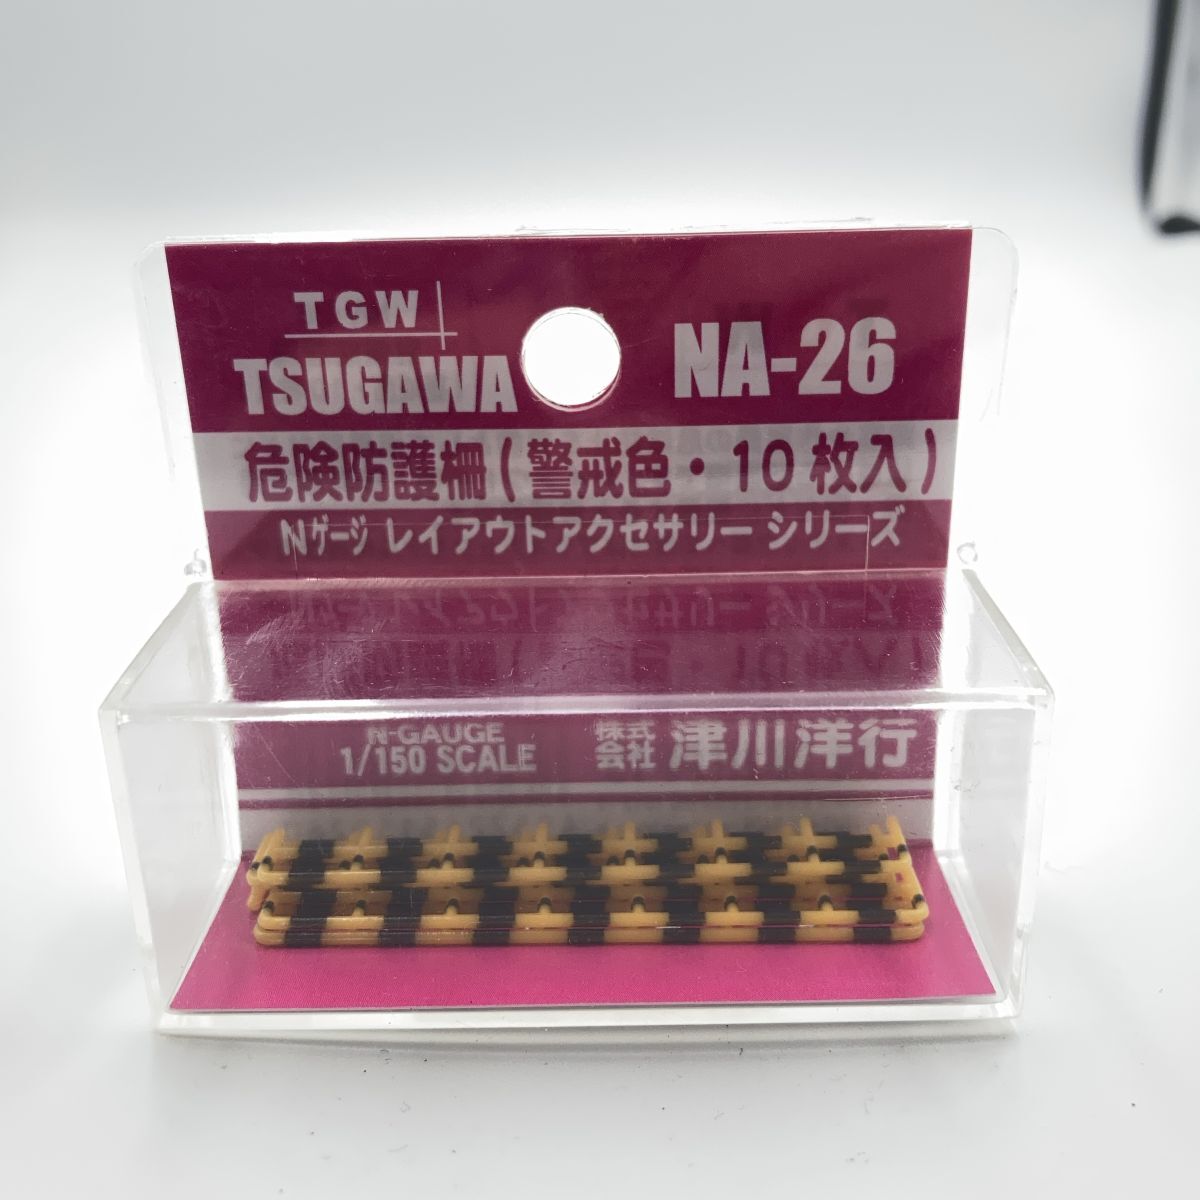 TGW
TSUGAWA
NA-26
危険防護柵(警戒色・10枚入)
Nゲージ レイアウトアクセサリー シリーズ
N-GAUGE
1/150 SCALE
株式会社 津川洋行